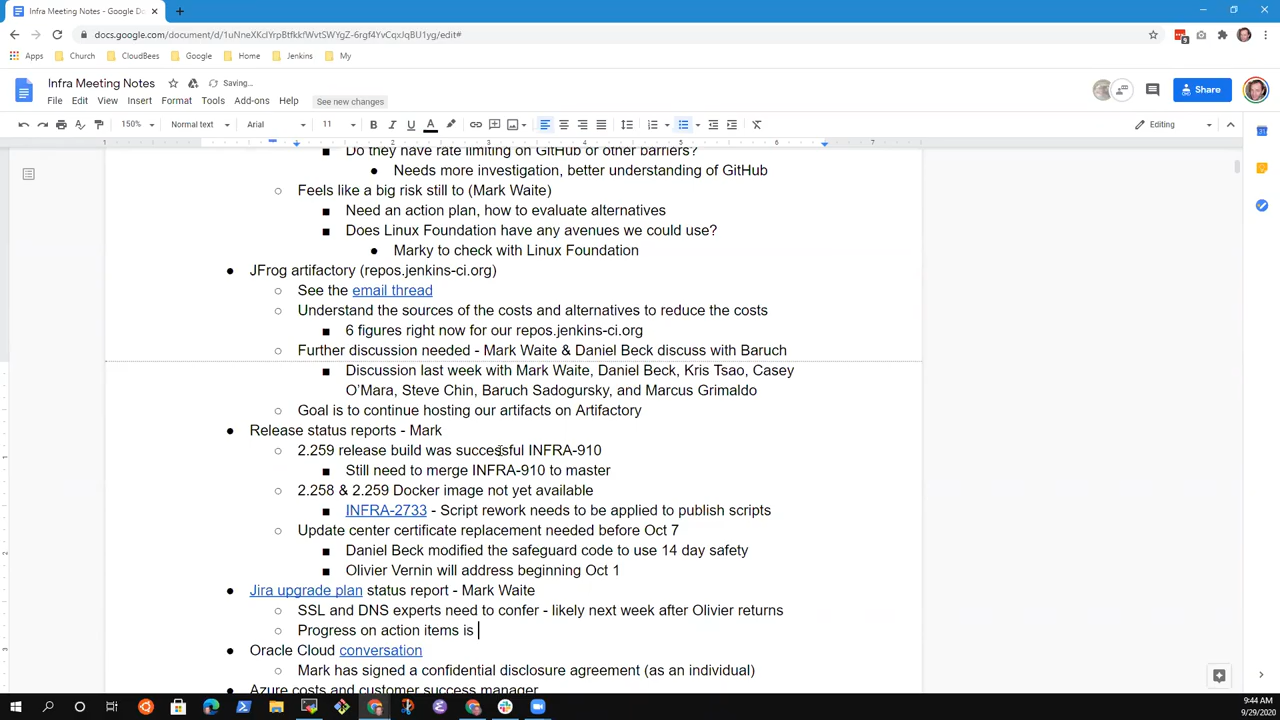 Infra Meeting Notes - Google D
docs.google.com/document/d/1uNneXKcIYrpBtfkkfWvtSWYgZ-6rgf4YvCqxJqBU1yg/edit#
Apps Church CloudBees Google Home Jenkins My
Infra Meeting Notes Saving...
File Edit View Insert Format Tools Add-ons Help See new changes
Share
150% Normal text Arial 11 Editing
1 1 2 3 4 5 6 7
Do they have rate limiting on GitHub or other barriers?
Needs more investigation, better understanding of GitHub
Feels like a big risk still to (Mark Waite)
Need an action plan, how to evaluate alternatives
Does Linux Foundation have any avenues we could use?
Marky to check with Linux Foundation
JFrog artifactory (repos.jenkins-ci.org)
See the email thread
Understand the sources of the costs and alternatives to reduce the costs
6 figures right now for our repos.jenkins-ci.org
Further discussion needed - Mark Waite & Daniel Beck discuss with Baruch
Discussion last week with Mark Waite, Daniel Beck, Kris Tsao, Casey
O'Mara, Steve Chin, Baruch Sadogursky, and Marcus Grimaldo
Goal is to continue hosting our artifacts on Artifactory
Release status reports - Mark
2.259 release build was successful INFRA-910
Still need to merge INFRA-910 to master
2.258 & 2.259 Docker image not yet available
INFRA-2733 - Script rework needs to be applied to publish scripts
Update center certificate replacement needed before Oct 7
Daniel Beck modified the safeguard code to use 14 day safety
Olivier Vernin will address beginning Oct 1
Jira upgrade plan status report - Mark Waite
SSL and DNS experts need to confer - likely next week after Olivier returns
Progress on action items is
Oracle Cloud conversation
Mark has signed a confidential disclosure agreement (as an individual)
Azure costs and customer success manager
9:44 AM
9/29/2020